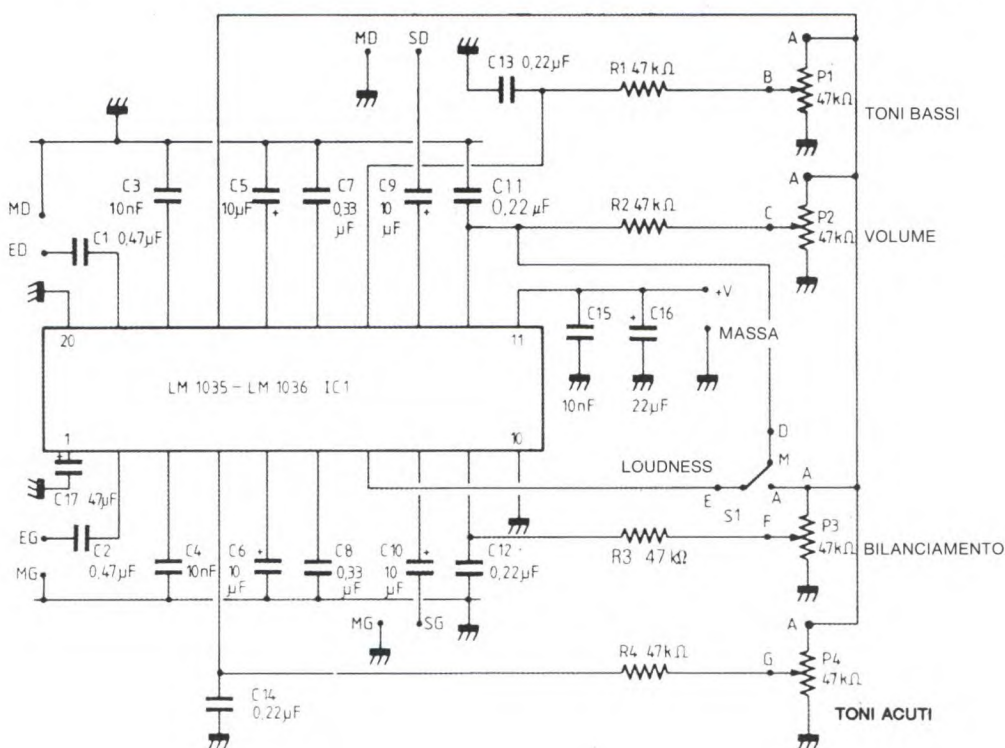 MD SD
C13 0,22µF
R1 47kΩ
A
B
P1
47kΩ
TONI BASSI
C3
10nF
C5
10µF
+
C7
0,33
µF
C9
10
µF
+
C11
0,22 µF
R2 47kΩ
A
C
P2
47kΩ
VOLUME
MD
ED
C1 0,47µF
20
11
+V
C15
10nF
+
C16
22µF
MASSA
LM 1035 – LM 1036 IC1
1
10
+
C17 47µF
LOUDNESS
D
M
E
S1
A
A
F
P3
47kΩ
BILANCIAMENTO
R3 47 kΩ
EG
MG
C2
0,47µF
C4
10nF
C6
10
µF
+
C8
0,33
µF
C10
10
µF
+
C12
0,22µF
MG SG
A
R4 47kΩ
G
P4
47kΩ
TONI ACUTI
C14
0,22µF